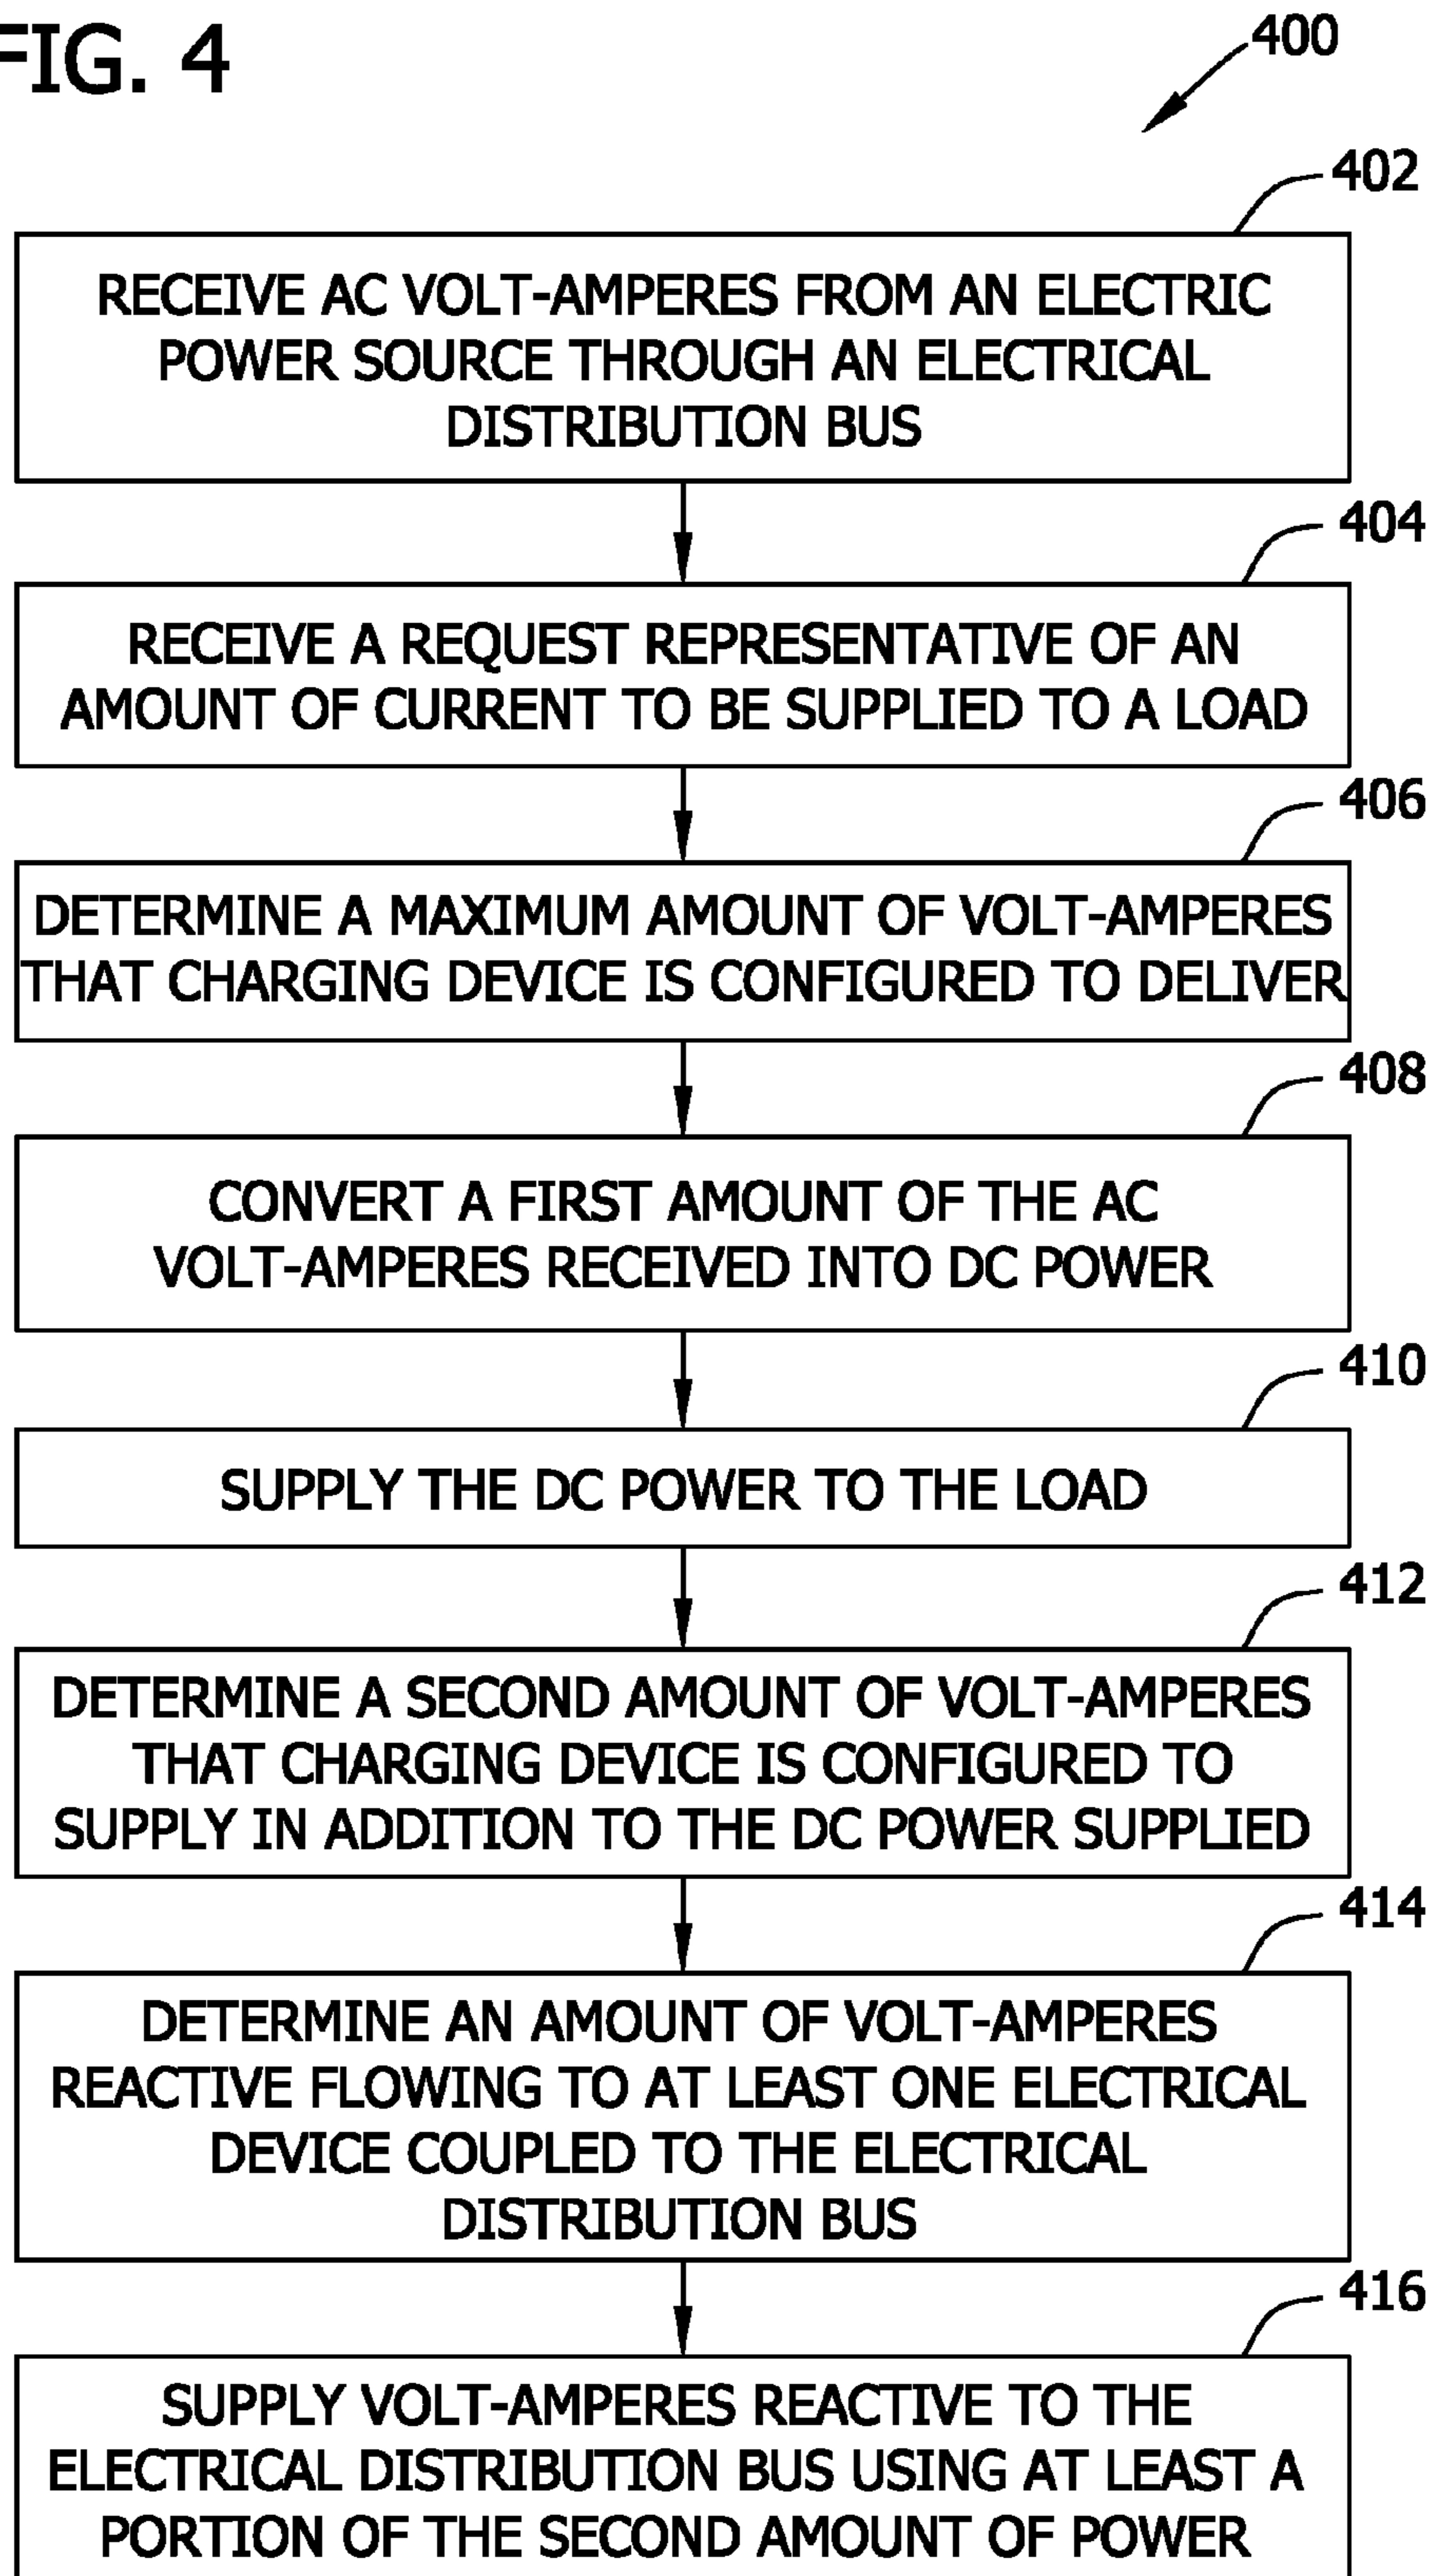 FIG. 4
400
402
RECEIVE AC VOLT-AMPERES FROM AN ELECTRIC
POWER SOURCE THROUGH AN ELECTRICAL
DISTRIBUTION BUS
404
RECEIVE A REQUEST REPRESENTATIVE OF AN
AMOUNT OF CURRENT TO BE SUPPLIED TO A LOAD
406
DETERMINE A MAXIMUM AMOUNT OF VOLT-AMPERES
THAT CHARGING DEVICE IS CONFIGURED TO DELIVER
408
CONVERT A FIRST AMOUNT OF THE AC
VOLT-AMPERES RECEIVED INTO DC POWER
410
SUPPLY THE DC POWER TO THE LOAD
412
DETERMINE A SECOND AMOUNT OF VOLT-AMPERES
THAT CHARGING DEVICE IS CONFIGURED TO
SUPPLY IN ADDITION TO THE DC POWER SUPPLIED
414
DETERMINE AN AMOUNT OF VOLT-AMPERES
REACTIVE FLOWING TO AT LEAST ONE ELECTRICAL
DEVICE COUPLED TO THE ELECTRICAL
DISTRIBUTION BUS
416
SUPPLY VOLT-AMPERES REACTIVE TO THE
ELECTRICAL DISTRIBUTION BUS USING AT LEAST A
PORTION OF THE SECOND AMOUNT OF POWER